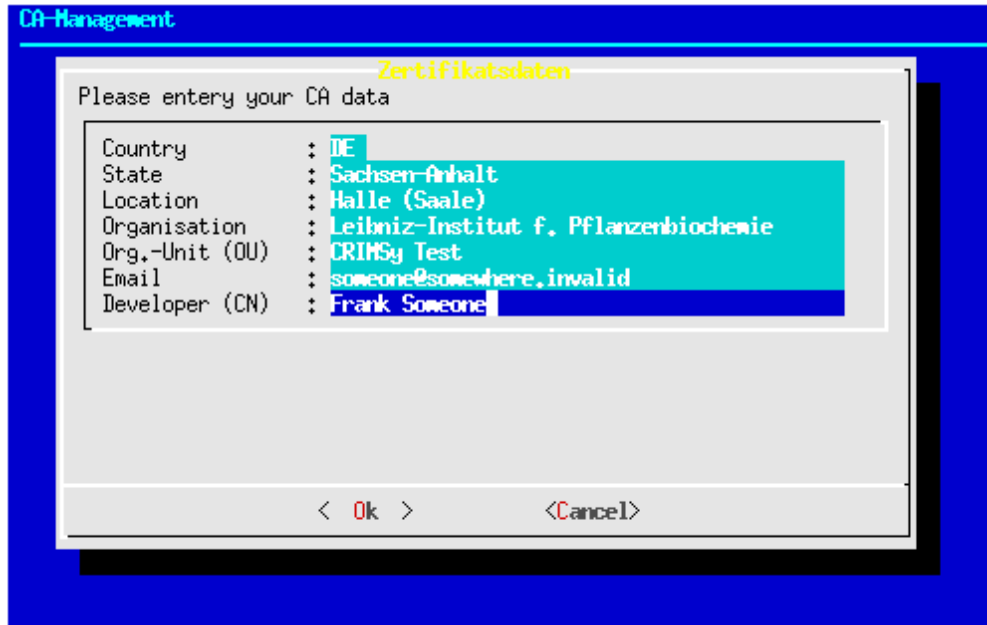 CA-Management
Zertifikatsdaten
Please entery your CA data
Country : DE
State : Sachsen-Anhalt
Location : Halle (Saale)
Organisation : Leibniz-Institut f. Pflanzenbiochemie
Org.-Unit (OU) : CRIMSy Test
Email : someone@somewhere.invalid
Developer (CN) : Frank Someone
< Ok > <Cancel>